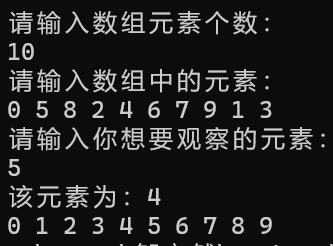 请输入数组元素个数：
10
请输入数组中的元素：
0 5 8 2 4 6 7 9 1 3
请输入你想要观察的元素：
5
该元素为：4
0 1 2 3 4 5 6 7 8 9